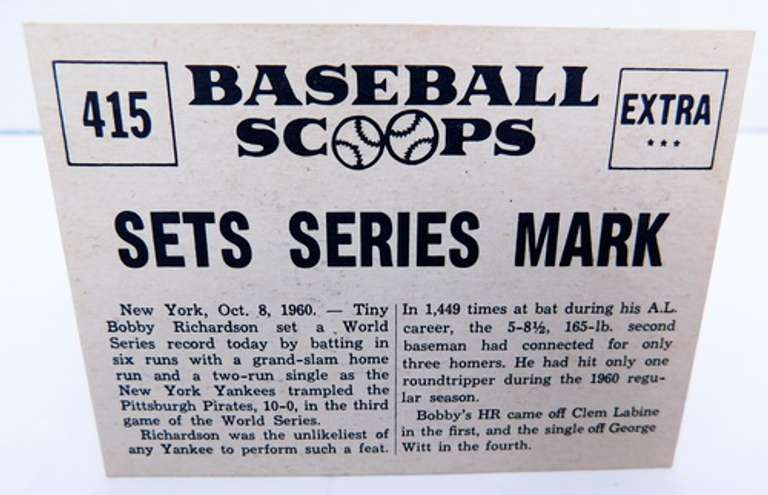 415
BASEBALL
SCOOPS
EXTRA
***
SETS SERIES MARK
New York, Oct. 8, 1960. — Tiny
Bobby Richardson set a World
Series record today by batting in
six runs with a grand-slam home
run and a two-run single as the
New York Yankees trampled the
Pittsburgh Pirates, 10-0, in the third
game of the World Series.
Richardson was the unlikeliest of
any Yankee to perform such a feat.
In 1,449 times at bat during his A.L.
career, the 5-8½, 165-lb. second
baseman had connected for only
three homers. He had hit only one
roundtripper during the 1960 regu-
lar season.
Bobby's HR came off Clem Labine
in the first, and the single off George
Witt in the fourth.